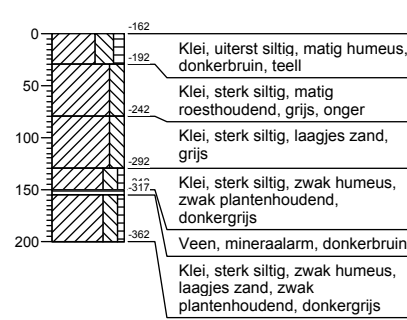 0
50
100
150
200
-162
-192
-242
-292
-317
-362
Klei, uiterst siltig, matig humeus,
donkerbruin, teell
Klei, sterk siltig, matig
roesthoudend, grijs, onger
Klei, sterk siltig, laagjes zand,
grijs
Klei, sterk siltig, zwak humeus,
zwak plantenhoudend,
donkergrijs
Veen, mineraalarm, donkerbruin
Klei, sterk siltig, zwak humeus,
laagjes zand, zwak
plantenhoudend, donkergrijs